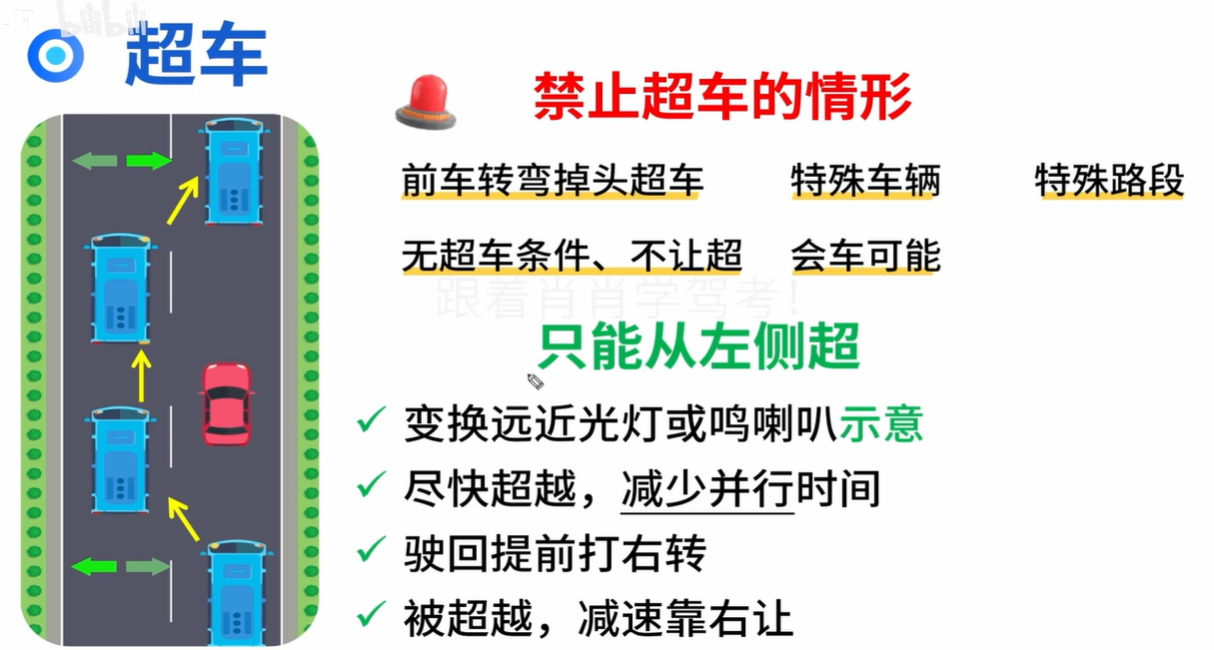 bilibili
超车
禁止超车的情形
前车转弯掉头超车 特殊车辆 特殊路段
无超车条件、不让超 会车可能
跟着肖肖学驾考!
只能从左侧超
✓ 变换远近光灯或鸣喇叭示意
✓ 尽快超越，减少并行时间
✓ 驶回提前打右转
✓ 被超越，减速靠右让